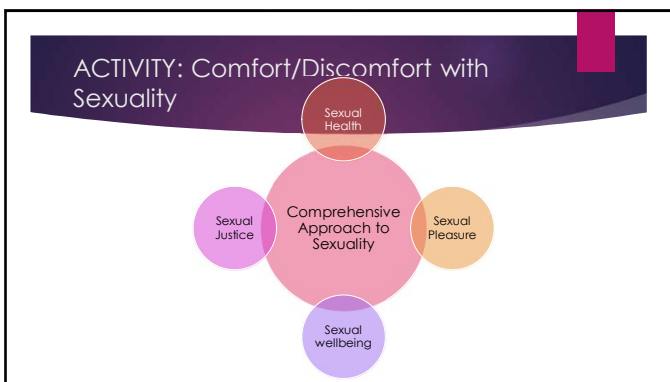 ACTIVITY: Comfort/Discomfort with
Sexuality
Sexual
Health
Sexual
Justice
Comprehensive
Approach to
Sexuality
Sexual
Pleasure
Sexual
wellbeing